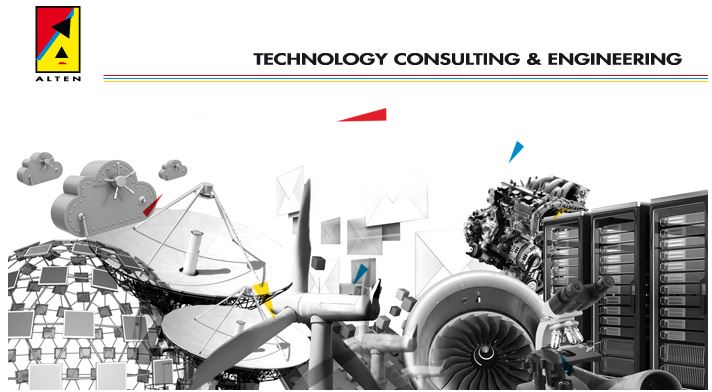 ALTEN
TECHNOLOGY CONSULTING & ENGINEERING